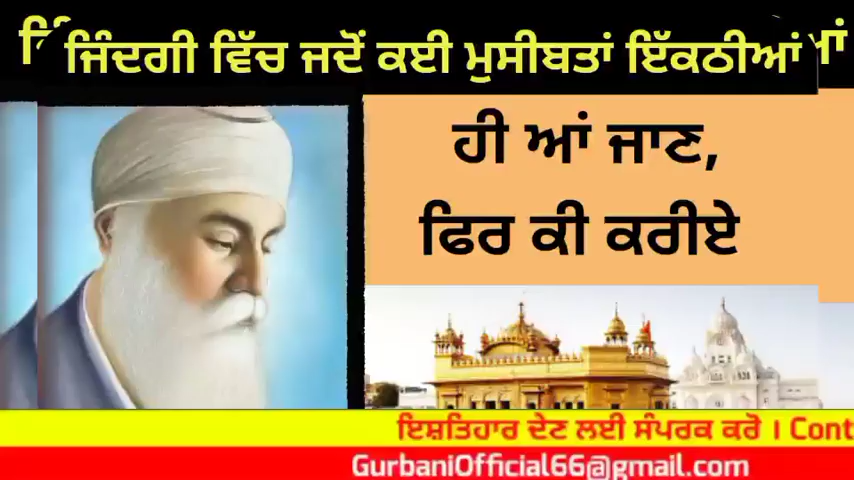 ਜਿੰਦਗੀ ਵਿੱਚ ਜਦੋਂ ਕਈ ਮੁਸੀਬਤਾਂ ਇੱਕਠੀਆਂ
ਹੀ ਆਂ ਜਾਣ,
ਫਿਰ ਕੀ ਕਰੀਏ
ਇਸ਼ਤਿਹਾਰ ਦੇਣ ਲਈ ਸੰਪਰਕ ਕਰੋ । Cont
GurbaniOfficial66@gmail.com